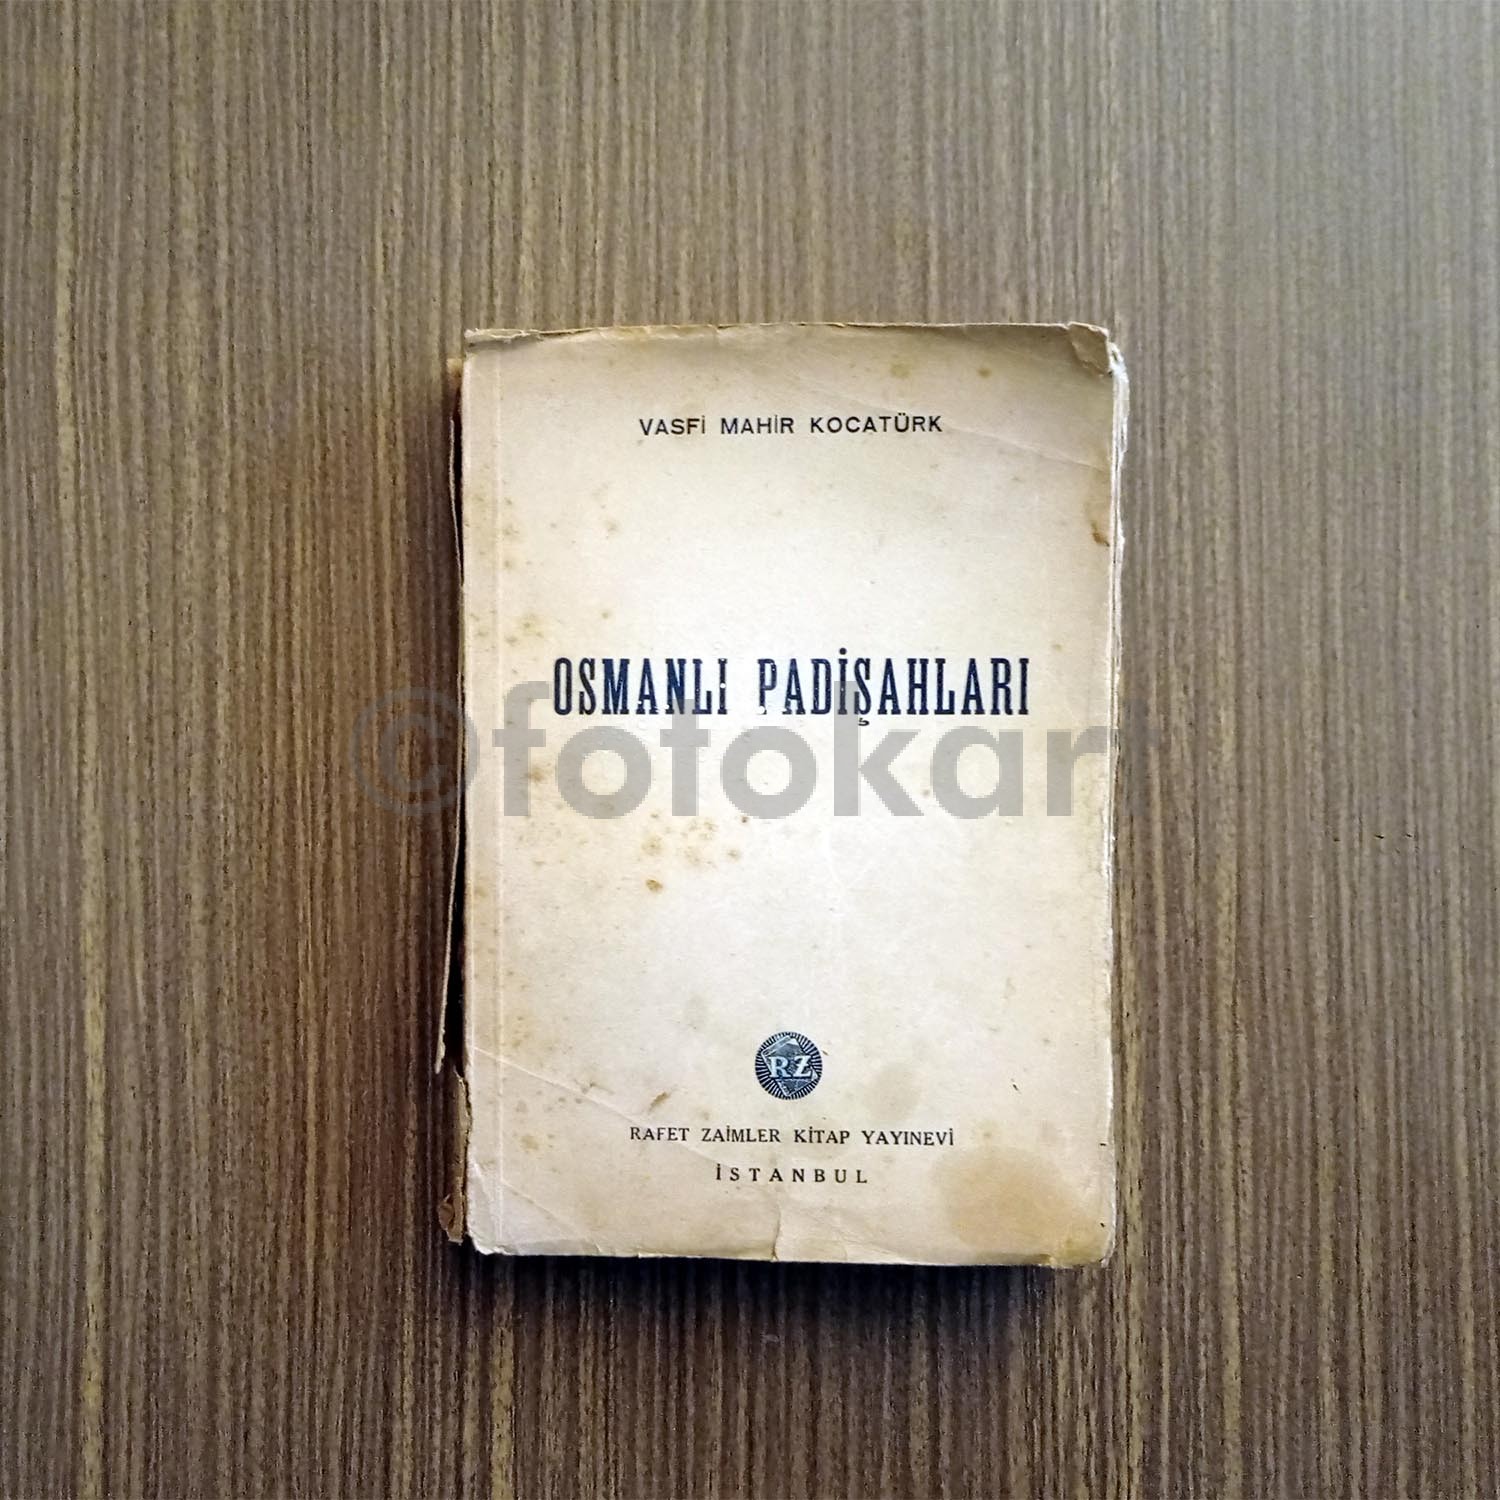 VASFİ MAHİR KOCATÜRK
OSMANLI PADİŞAHLARI
©fotokart
RZ
RAFET ZAİMLER KİTAP YAYINEVİ
İSTANBUL